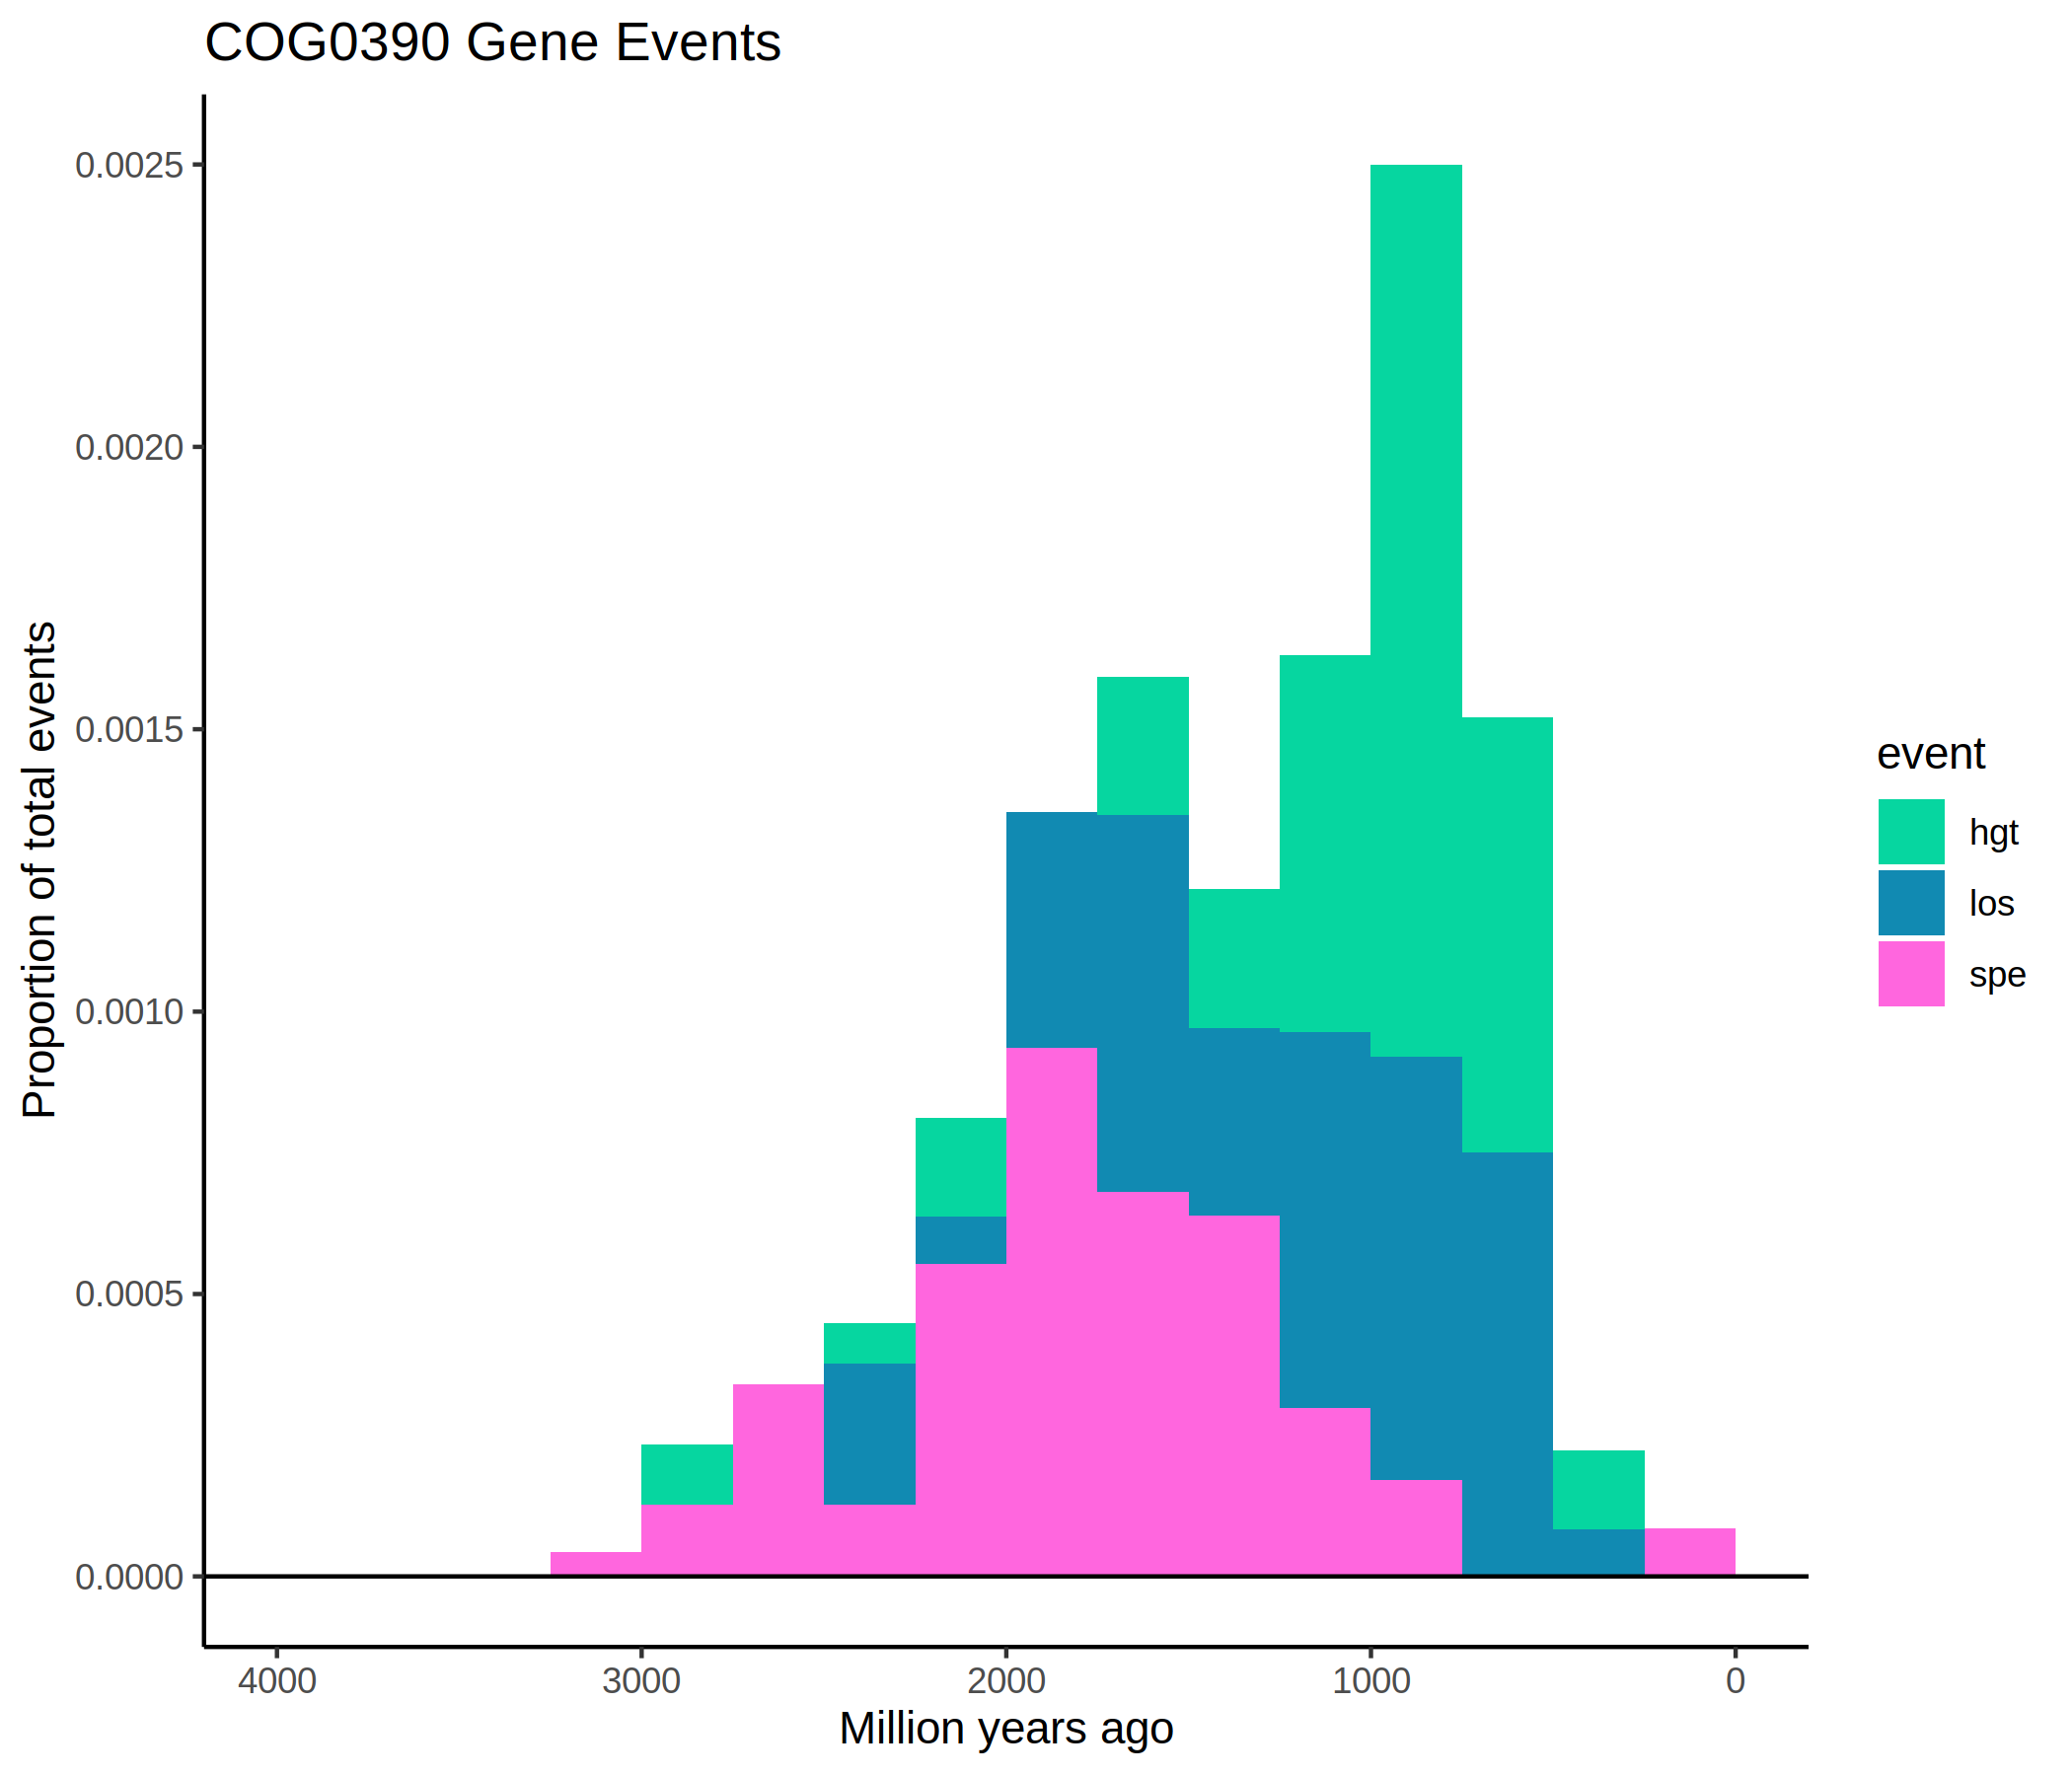 COG0390 Gene Events
Proportion of total events
0.0025
0.0020
0.0015
0.0010
0.0005
0.0000
4000 3000 2000 1000 0
Million years ago
event
hgt
los
spe